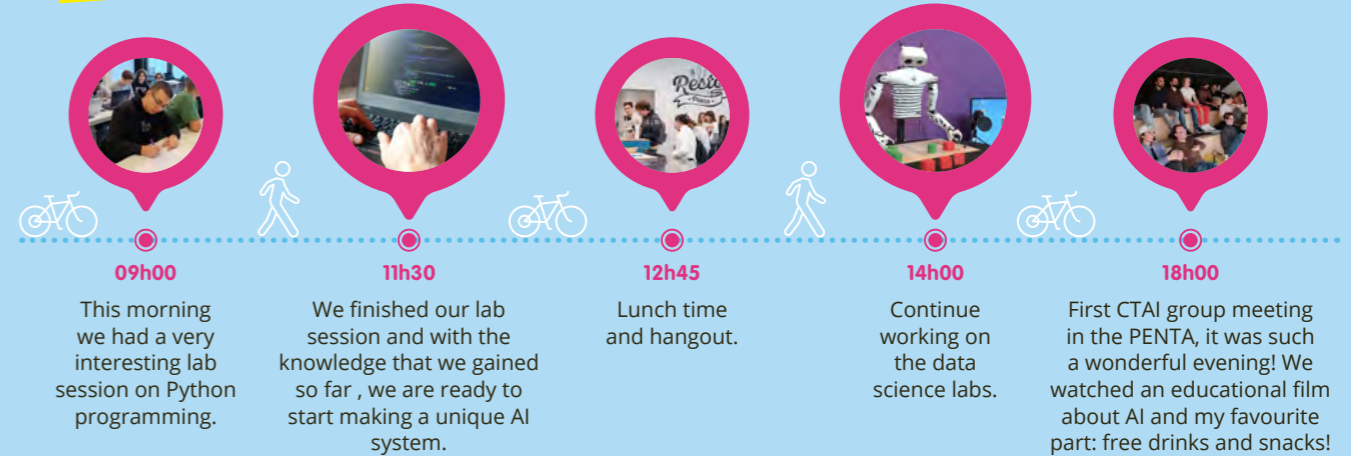 Resto
09h00
This morning
we had a very
interesting lab
session on Python
programming.
11h30
We finished our lab
session and with the
knowledge that we gained
so far , we are ready to
start making a unique AI
system.
12h45
Lunch time
and hangout.
14h00
Continue
working on
the data
science labs.
18h00
First CTAI group meeting
in the PENTA, it was such
a wonderful evening! We
watched an educational film
about AI and my favourite
part: free drinks and snacks!